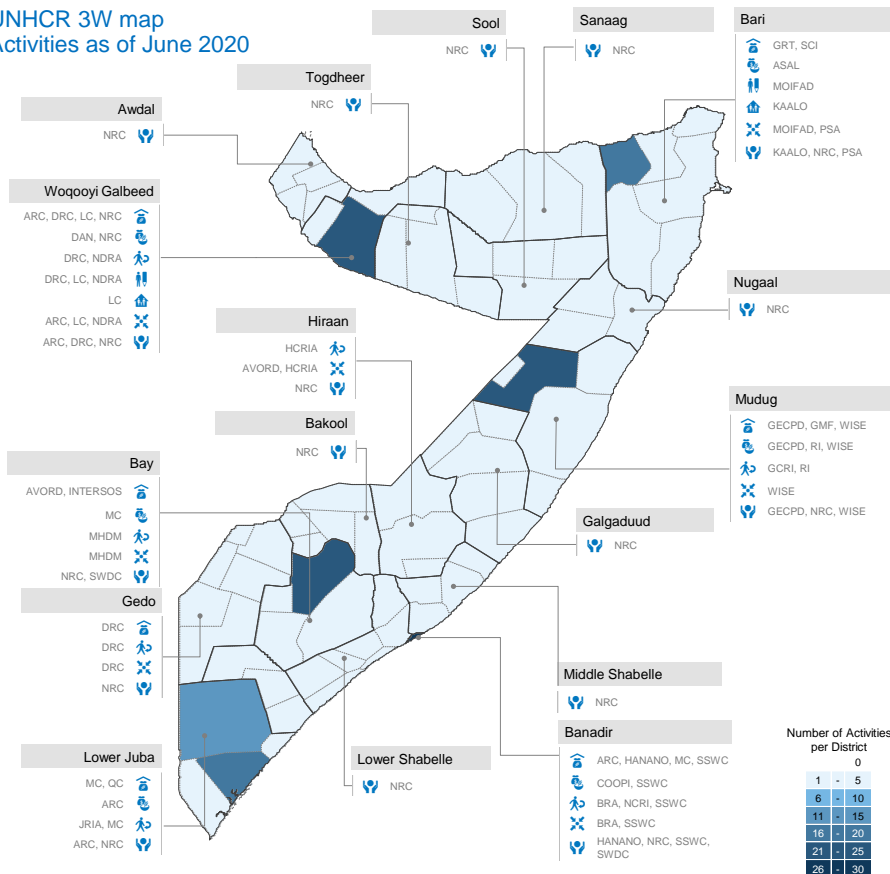 UNHCR 3W map
Activities as of June 2020
Sool
NRC
Sanaag
NRC
Bari
GRT, SCI
ASAL
MOIFAD
KAALO
MOIFAD, PSA
KAALO, NRC, PSA
Togdheer
NRC
Awdal
NRC
Woqooyi Galbeed
ARC, DRC, LC, NRC
DAN, NRC
DRC, NDRA
DRC, LC, NDRA
LC
ARC, LC, NDRA
ARC, DRC, NRC
Nugaal
NRC
Hiraan
HCRIA
AVORD, HCRIA
NRC
Mudug
GECPD, GMF, WISE
GECPD, RI, WISE
GCRI, RI
WISE
GECPD, NRC, WISE
Bakool
NRC
Bay
AVORD, INTERSOS
MC
MHDM
MHDM
NRC, SWDC
Galgaduud
NRC
Gedo
DRC
DRC
DRC
NRC
Middle Shabelle
NRC
Banadir
ARC, HANANO, MC, SSWC
COOPI, SSWC
BRA, NCRI, SSWC
BRA, SSWC
HANANO, NRC, SSWC,
SWDC
Lower Juba
MC, QC
ARC
JRIA, MC
ARC, NRC
Lower Shabelle
NRC
Number of Activities
per District
0
1 - 5
6 - 10
11 - 15
16 - 20
21 - 25
26 - 30